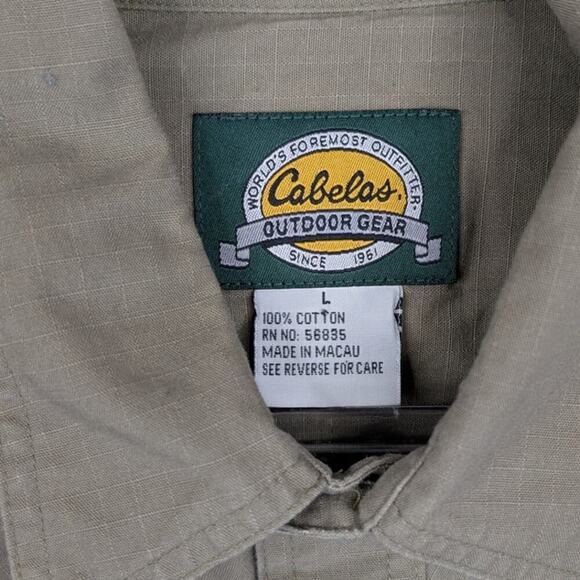 WORLD'S FOREMOST OUTFITTER.
Cabelas.
OUTDOOR GEAR
SINCE 1961
L
100% COTTON
RN NO: 56835
MADE IN MACAU
SEE REVERSE FOR CARE